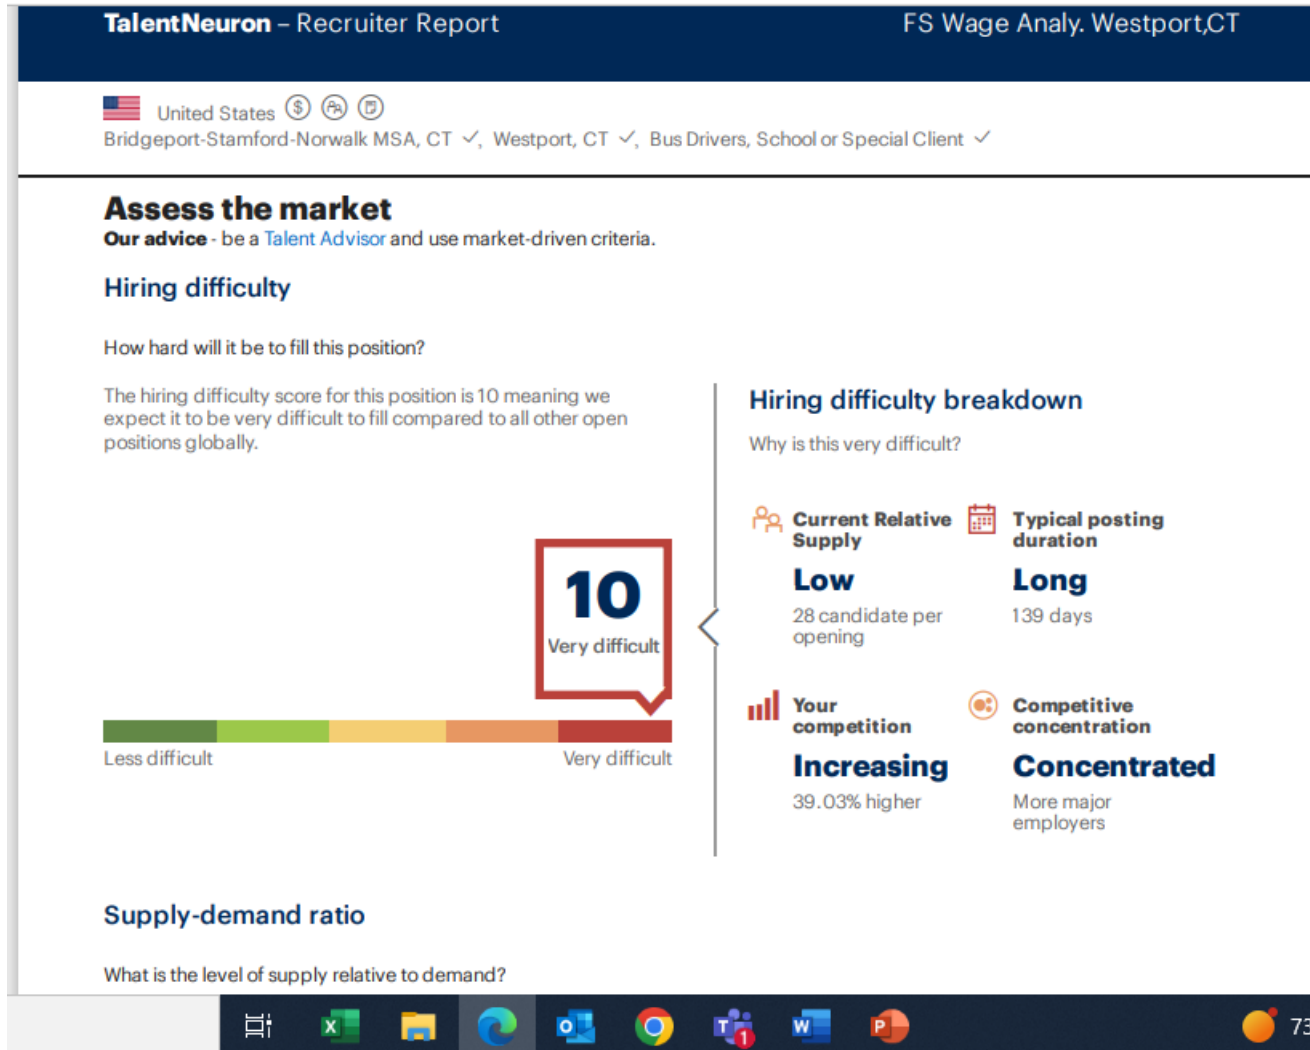 TalentNeuron – Recruiter Report
FS Wage Analy. Westport,CT
United States
Bridgeport-Stamford-Norwalk MSA, CT ✓, Westport, CT ✓, Bus Drivers, School or Special Client ✓
Assess the market
Our advice - be a Talent Advisor and use market-driven criteria.
Hiring difficulty
How hard will it be to fill this position?
The hiring difficulty score for this position is 10 meaning we
expect it to be very difficult to fill compared to all other open
positions globally.
10
Very difficult
Less difficult
Very difficult
Hiring difficulty breakdown
Why is this very difficult?
Current Relative
Supply
Low
28 candidate per
opening
Typical posting
duration
Long
139 days
Your
competition
Increasing
39.03% higher
Competitive
concentration
Concentrated
More major
employers
Supply-demand ratio
What is the level of supply relative to demand?
73